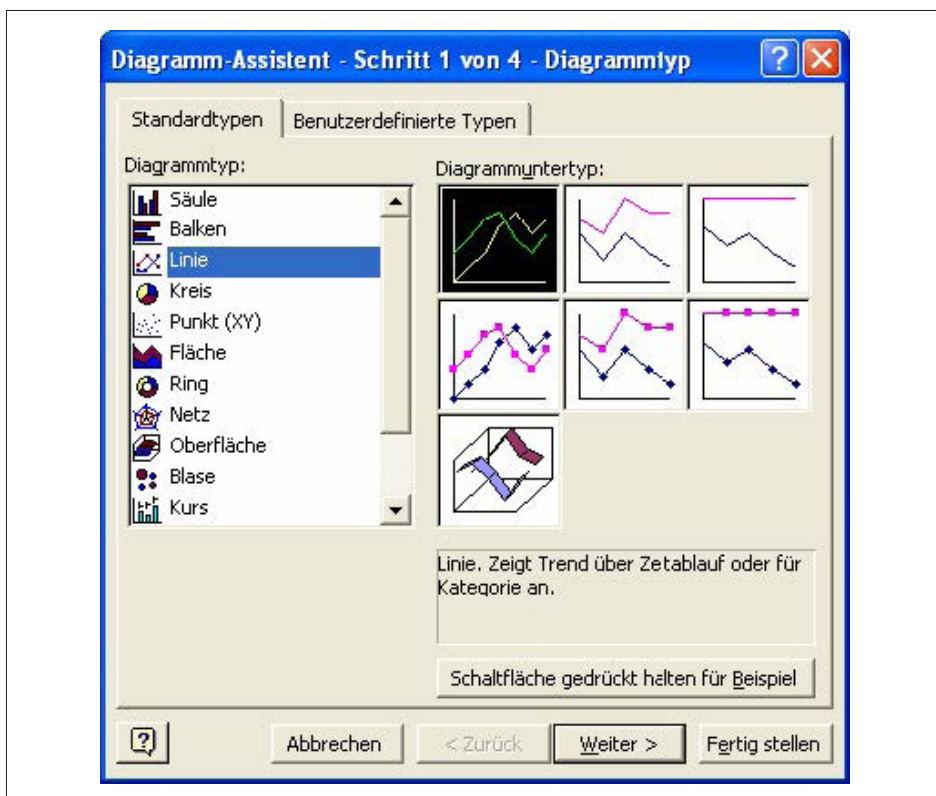 Diagramm-Assistent - Schritt 1 von 4 - Diagrammtyp
Standardtypen
Benutzerdefinierte Typen
Diagrammtyp:
Säule
Balken
Linie
Kreis
Punkt (XY)
Fläche
Ring
Netz
Oberfläche
Blase
Kurs
Diagrammuntertyp:
Linie. Zeigt Trend über Zetablauf oder für
Kategorie an.
Schaltfläche gedrückt halten für Beispiel
Abbrechen
< Zurück
Weiter >
Fertig stellen